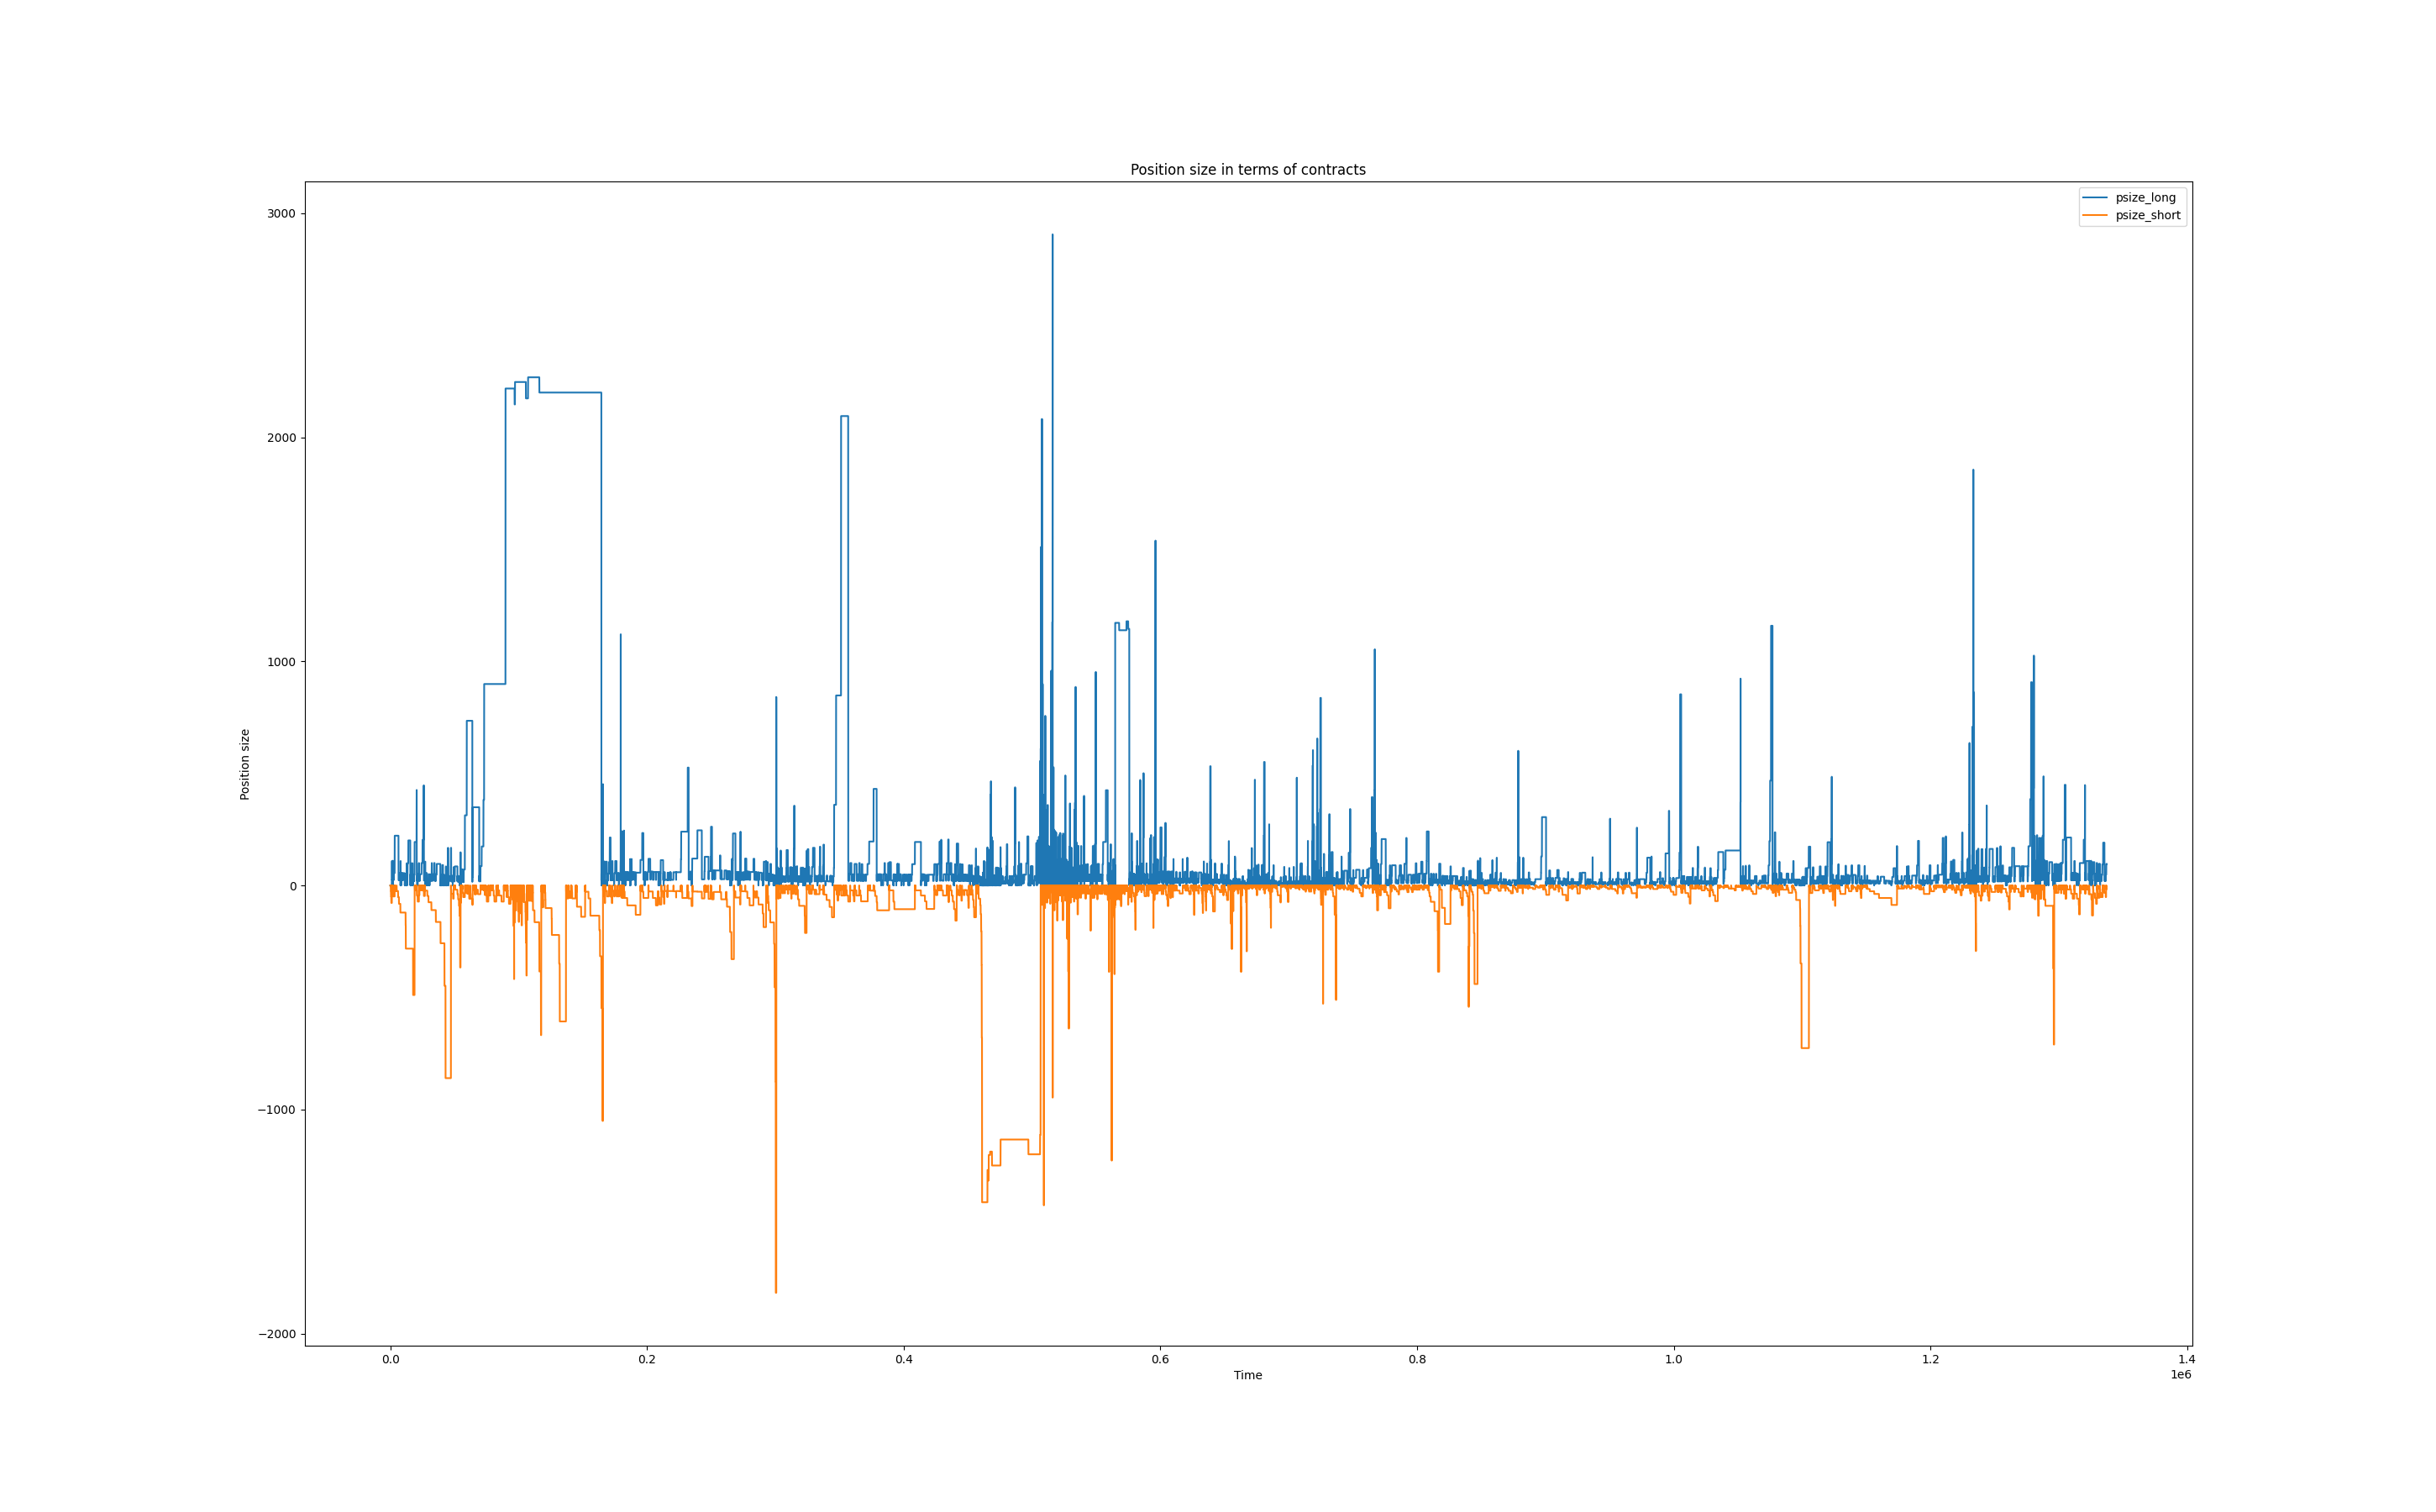 Position size in terms of contracts
psize_long
psize_short
3000
2000
1000
0
−1000
−2000
Position size
0.0
0.2
0.4
0.6
0.8
1.0
1.2
1.4
Time
1e6